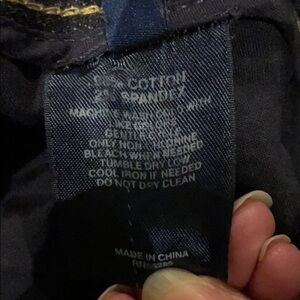 COTTON
2% SPANDEX
MACHINE WASH COLD WITH
LIKE COLORS
GENTLE CYCLE
ONLY NON-CHLORINE
BLEACH WHEN NEEDED
TUMBLE DRY LOW
COOL IRON IF NEEDED
DO NOT DRY CLEAN
MADE IN CHINA